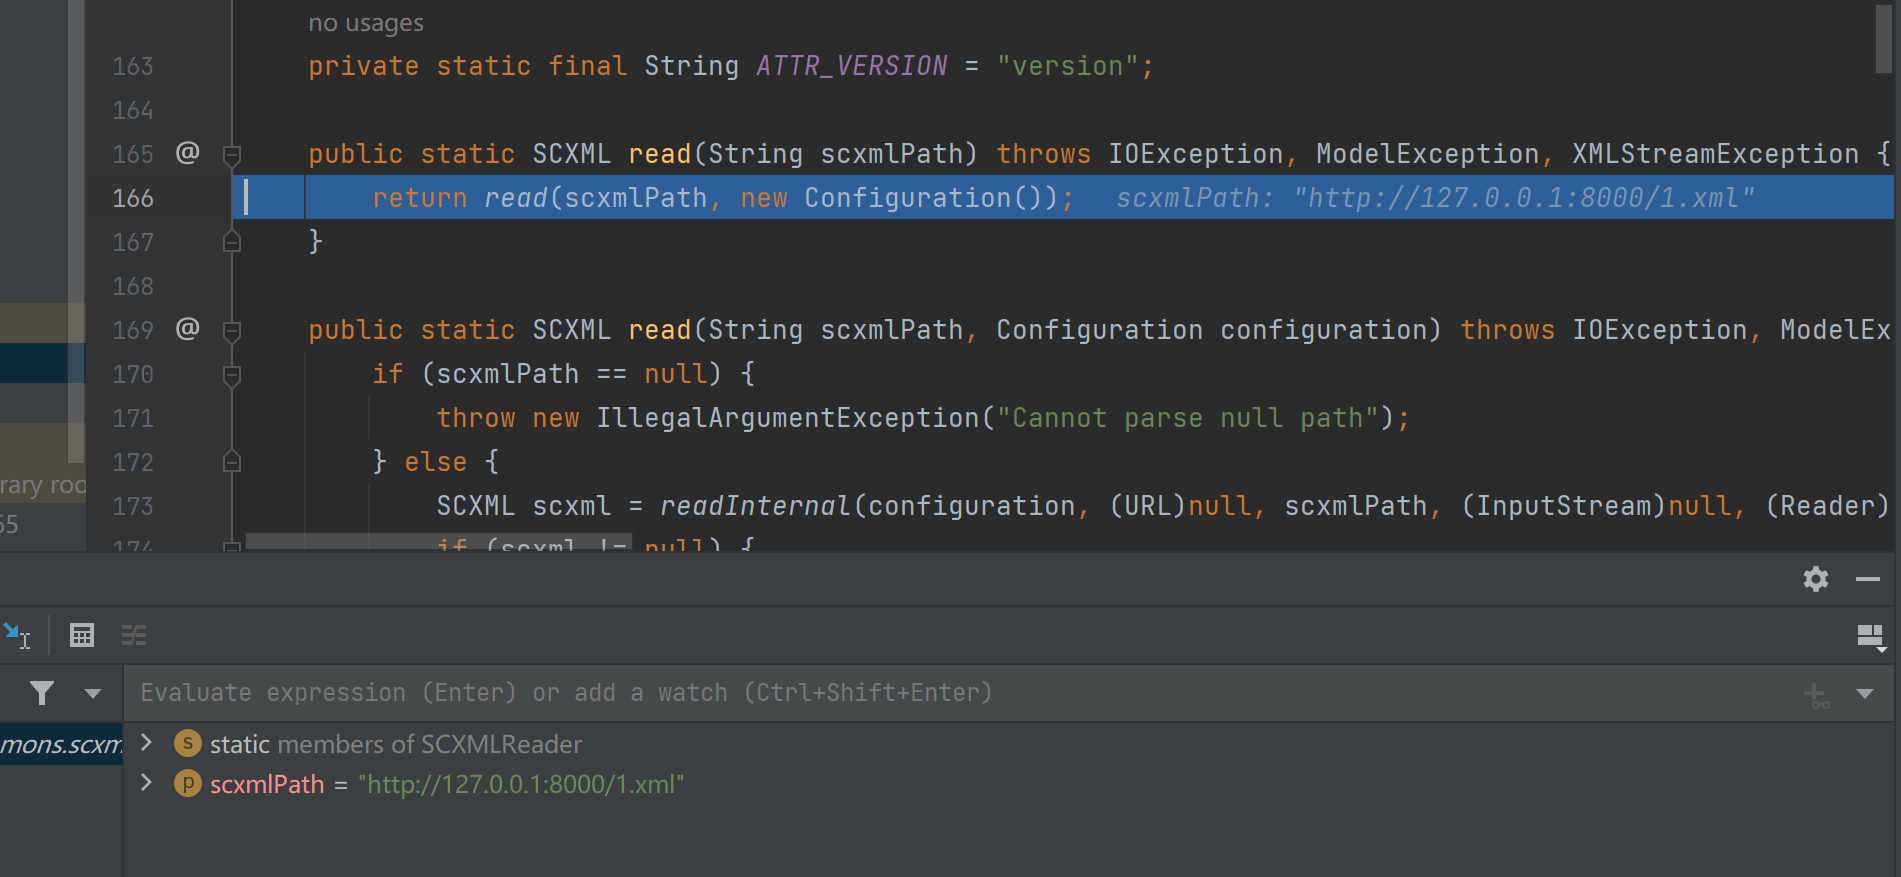 no usages
163 private static final String ATTR_VERSION = "version";
164
165 @ public static SCXML read(String scxmlPath) throws IOException, ModelException, XMLStreamException {
166 return read(scxmlPath, new Configuration()); scxmlPath: "http://127.0.0.1:8000/1.xml"
167 }
168
169 @ public static SCXML read(String scxmlPath, Configuration configuration) throws IOException, ModelEx
170 if (scxmlPath == null) {
171 throw new IllegalArgumentException("Cannot parse null path");
172 } else {
rary roo
173 SCXML scxml = readInternal(configuration, (URL)null, scxmlPath, (InputStream)null, (Reader)
65
174 if (scxml != null) {
Evaluate expression (Enter) or add a watch (Ctrl+Shift+Enter)
mons.scxm
s static members of SCXMLReader
p scxmlPath = "http://127.0.0.1:8000/1.xml"